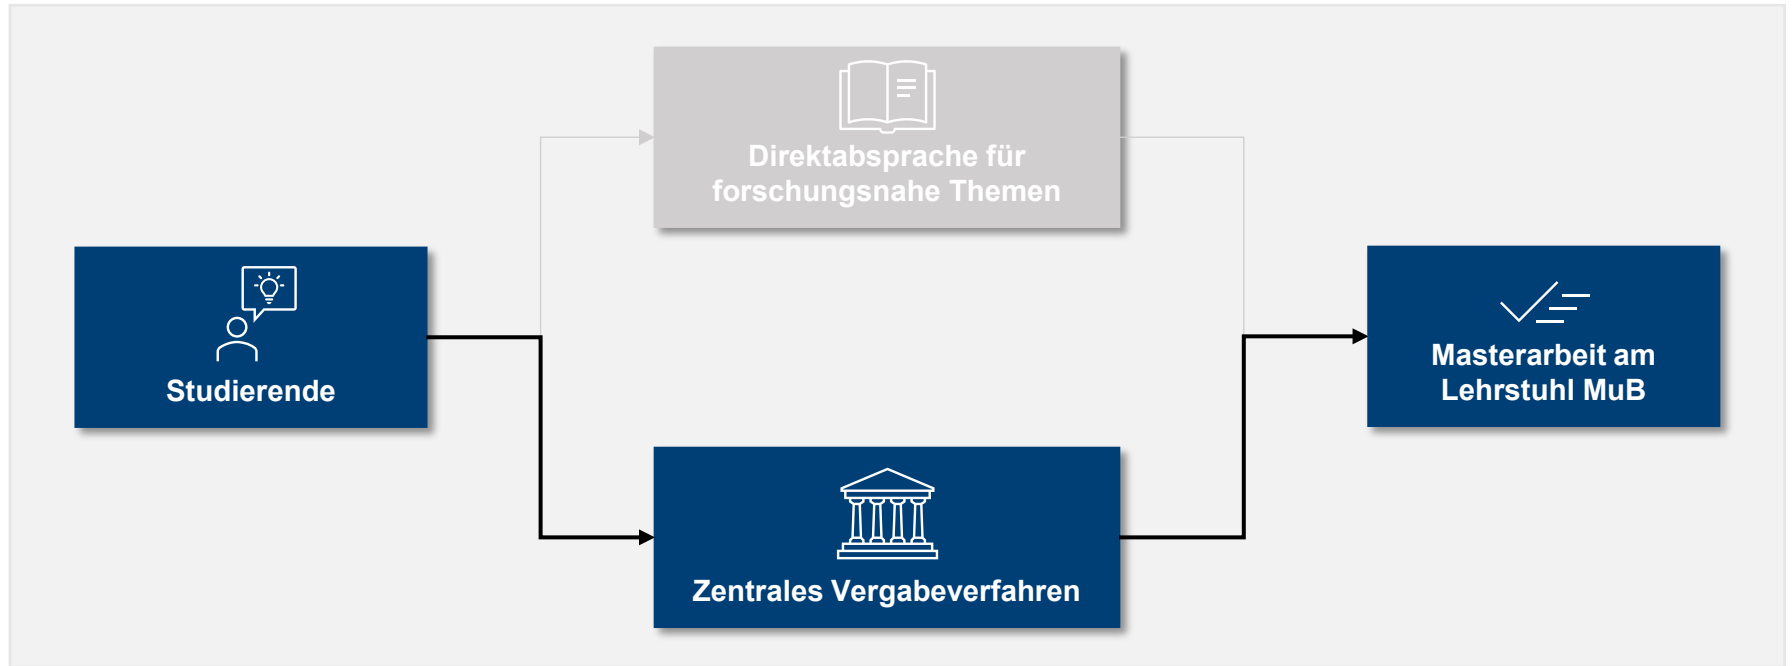 Direktabsprache für
forschungsnahe Themen
Studierende
Masterarbeit am
Lehrstuhl MuB
Zentrales Vergabeverfahren